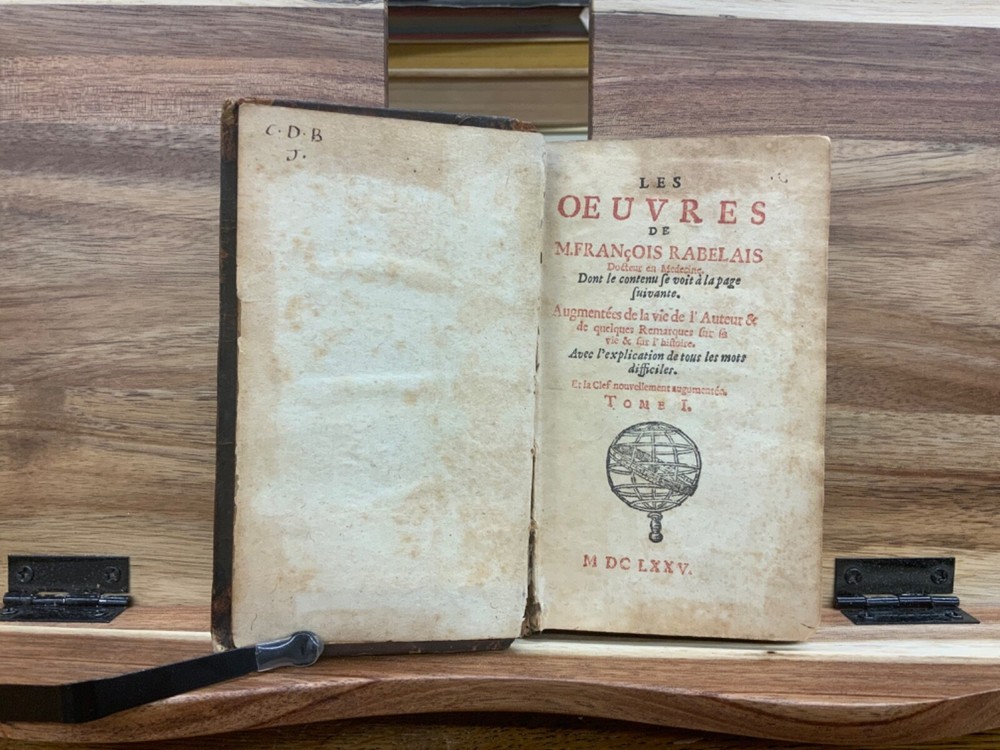 C·D·B
J.
LES
OEUVRES
DE
M. FRANçOIS RABELAIS
Docteur en Medecine.
Dont le contenu ſe voit à la page
ſuivante.
Augmentées de la vie de l'Auteur &
de quelques Remarques ſur ſa
vie & ſur l'hiſtoire.
Avec l'explication de tous les mots
difficiles.
Et la Clef nouvellement augumentée.
TOME I.
M DC LXXV.